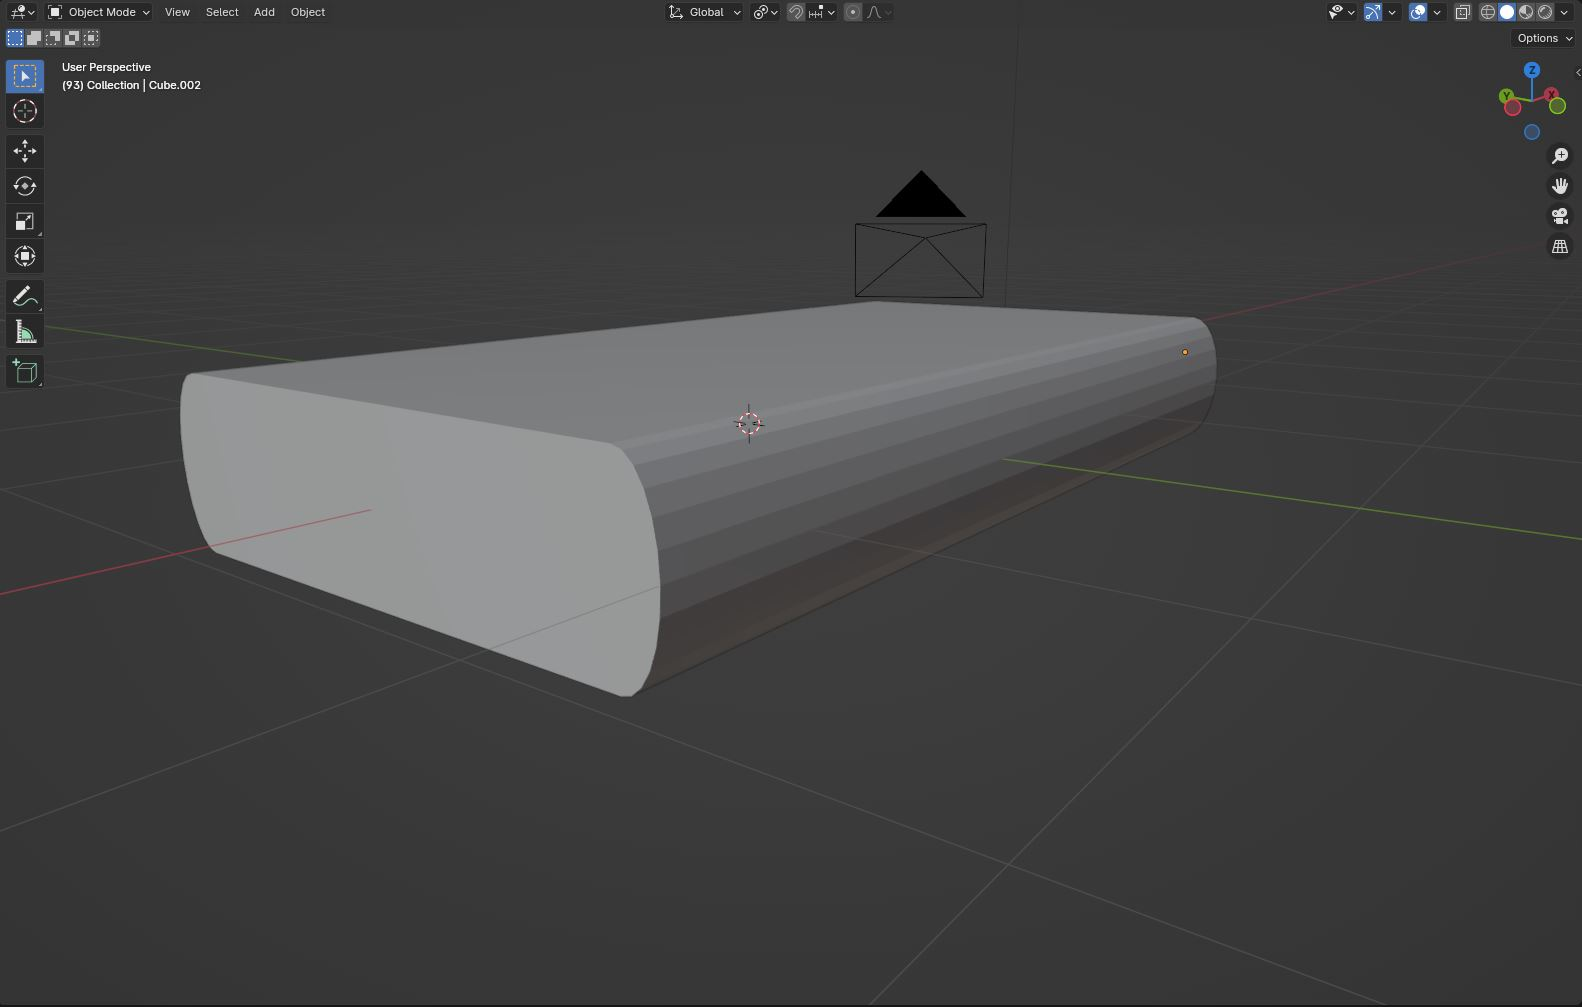 Object Mode View Select Add Object Global
Options
User Perspective
(93) Collection | Cube.002
Z
Y X